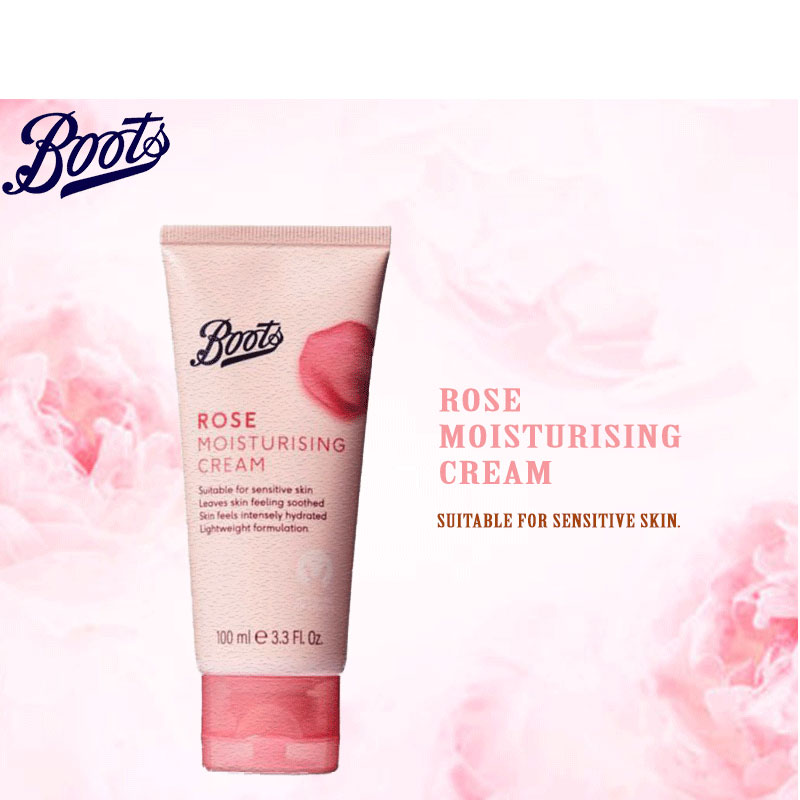 Boots
Boots
ROSE
MOISTURISING
CREAM
Suitable for sensitive skin
Leaves skin feeling soothed
Skin feels intensely hydrated
Lightweight formulation
100 ml e 3.3 FL Oz.
ROSE
MOISTURISING
CREAM
SUITABLE FOR SENSITIVE SKIN.